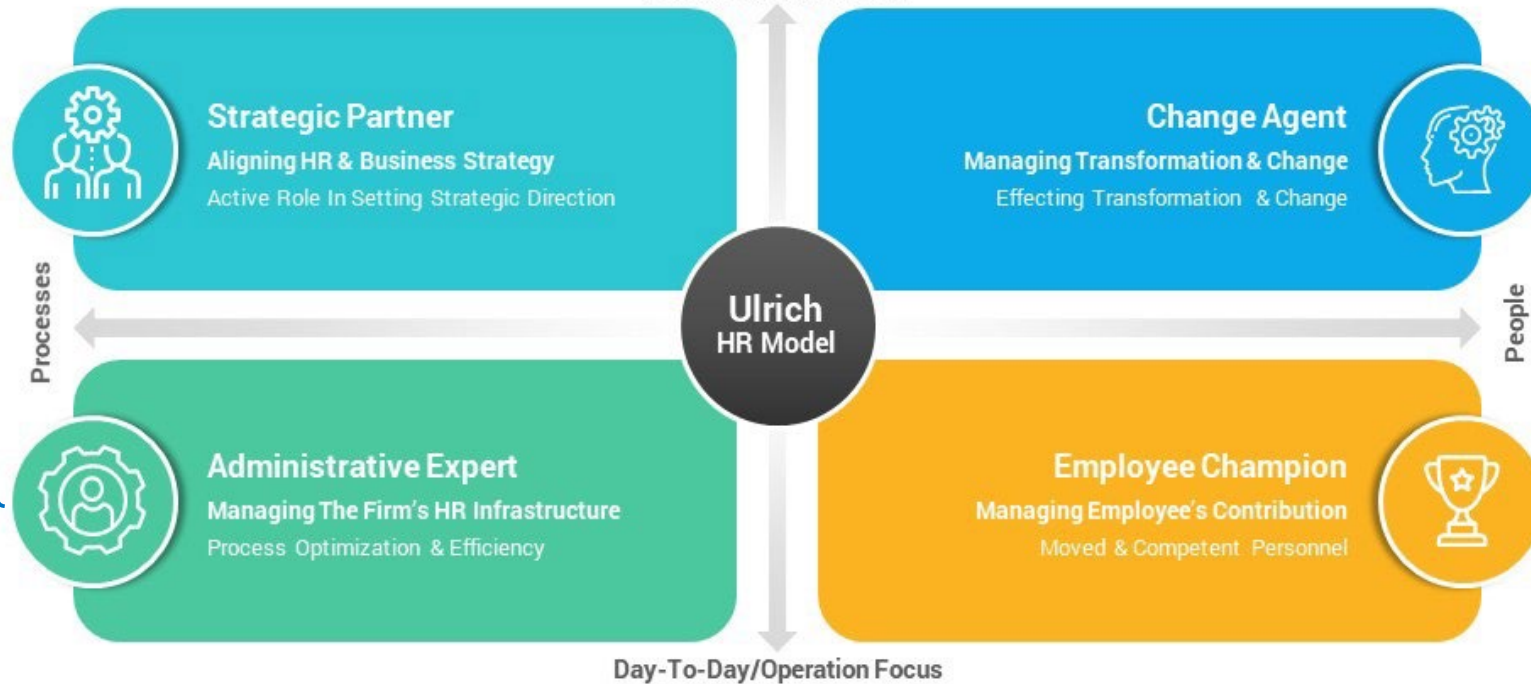 Strategic Partner
Aligning HR & Business Strategy
Active Role In Setting Strategic Direction
Change Agent
Managing Transformation & Change
Effecting Transformation & Change
Processes
Ulrich
HR Model
People
Administrative Expert
Managing The Firm's HR Infrastructure
Process Optimization & Efficiency
Employee Champion
Managing Employee's Contribution
Moved & Competent Personnel
Day-To-Day/Operation Focus